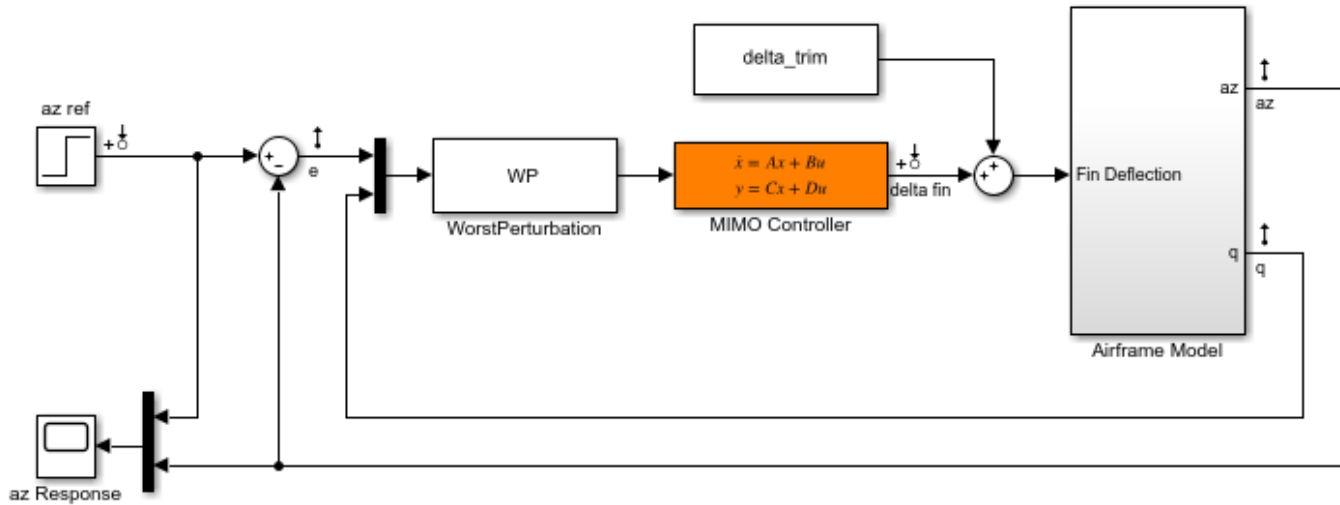 delta_trim
az ref
az
az
+
+
-
e
WP
ẋ = Ax + Bu
y = Cx + Du
+
delta fin
+
+
Fin Deflection
WorstPerturbation
MIMO Controller
q
q
Airframe Model
az Response